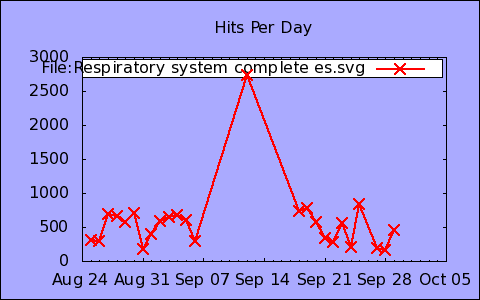 Hits Per Day
File:Respiratory system complete es.svg
3000
2500
2000
1500
1000
500
0
Aug 24 Aug 31 Sep 07 Sep 14 Sep 21 Sep 28 Oct 05